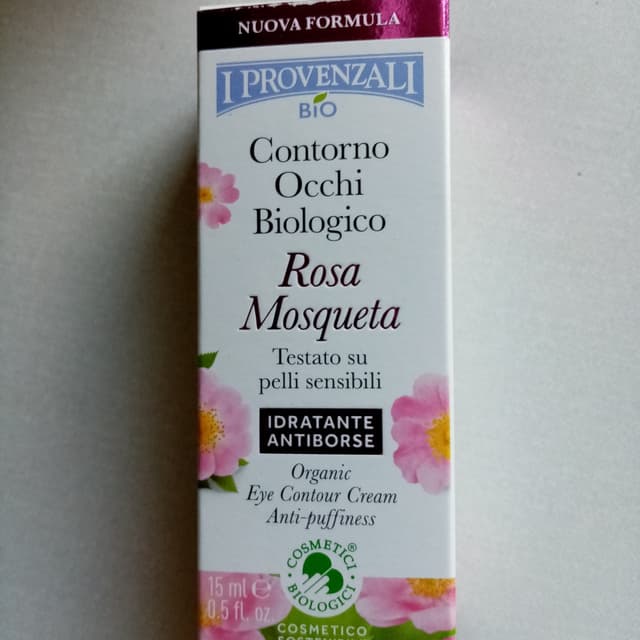 NUOVA FORMULA
I PROVENZALI
BIO
Contorno
Occhi
Biologico
Rosa
Mosqueta
Testato su
pelli sensibili
IDRATANTE
ANTIBORSE
Organic
Eye Contour Cream
Anti-puffiness
COSMETICI®
BIOLOGICI
15 ml e
0.5 fl. oz.
COSMETICO